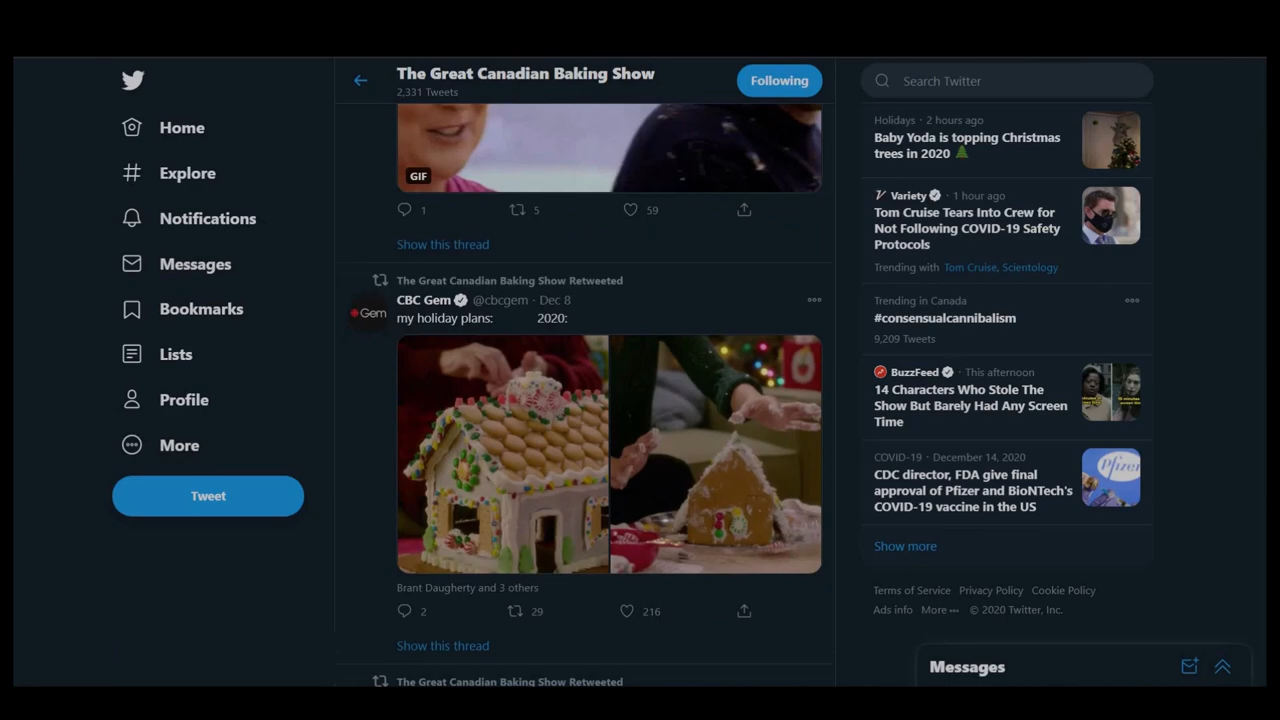 Home
Explore
Notifications
Messages
Bookmarks
Lists
Profile
More
Tweet
The Great Canadian Baking Show
2,331 Tweets
Following
GIF
1
5
59
Show this thread
The Great Canadian Baking Show Retweeted
CBC Gem @cbcgem · Dec 8
Gem
my holiday plans: 2020:
Brant Daugherty and 3 others
2
29
216
Show this thread
The Great Canadian Baking Show Retweeted
Search Twitter
Holidays · 2 hours ago
Baby Yoda is topping Christmas
trees in 2020
Variety · 1 hour ago
Tom Cruise Tears Into Crew for
Not Following COVID-19 Safety
Protocols
Trending with Tom Cruise, Scientology
Trending in Canada
#consensualcannibalism
9,209 Tweets
BuzzFeed · This afternoon
14 Characters Who Stole The
Show But Barely Had Any Screen
Time
COVID-19 · December 14, 2020
CDC director, FDA give final
approval of Pfizer and BioNTech's
COVID-19 vaccine in the US
Pfizer
Show more
Terms of Service Privacy Policy Cookie Policy
Ads info More ••• © 2020 Twitter, Inc.
Messages